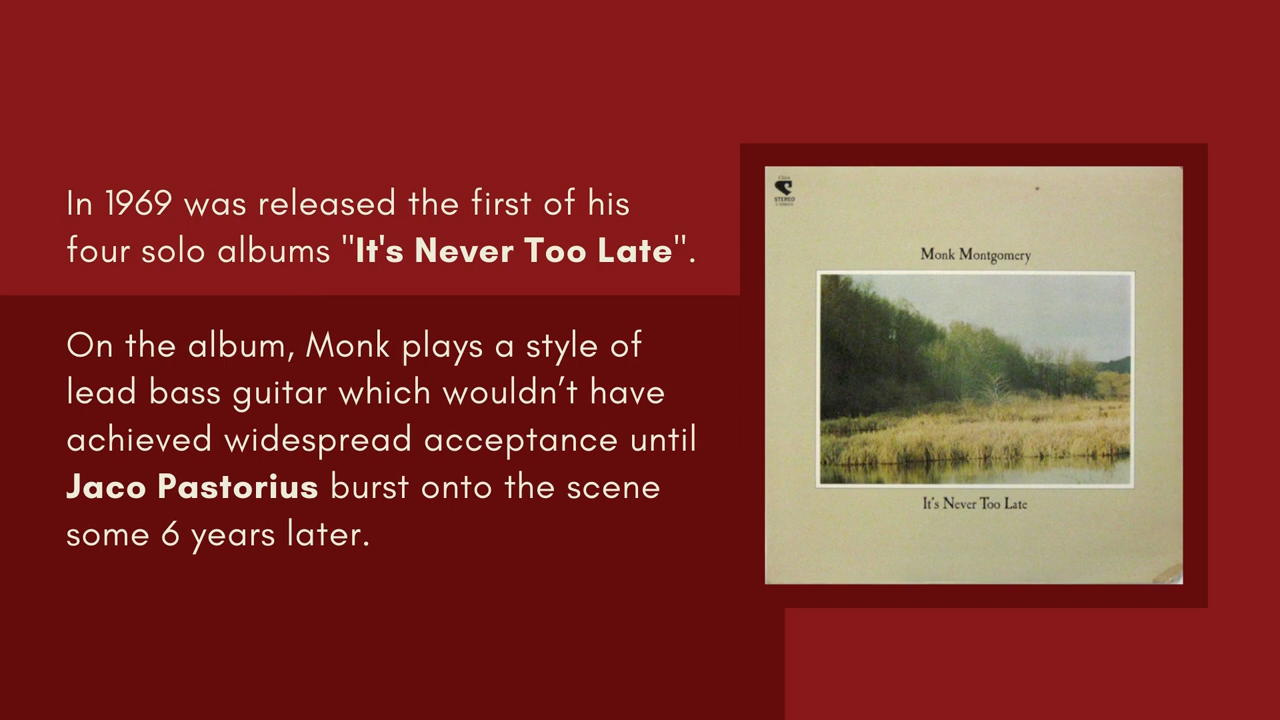 In 1969 was released the first of his
four solo albums "It's Never Too Late".
On the album, Monk plays a style of
lead bass guitar which wouldn’t have
achieved widespread acceptance until
Jaco Pastorius burst onto the scene
some 6 years later.
STEREO
Monk Montgomery
It's Never Too Late